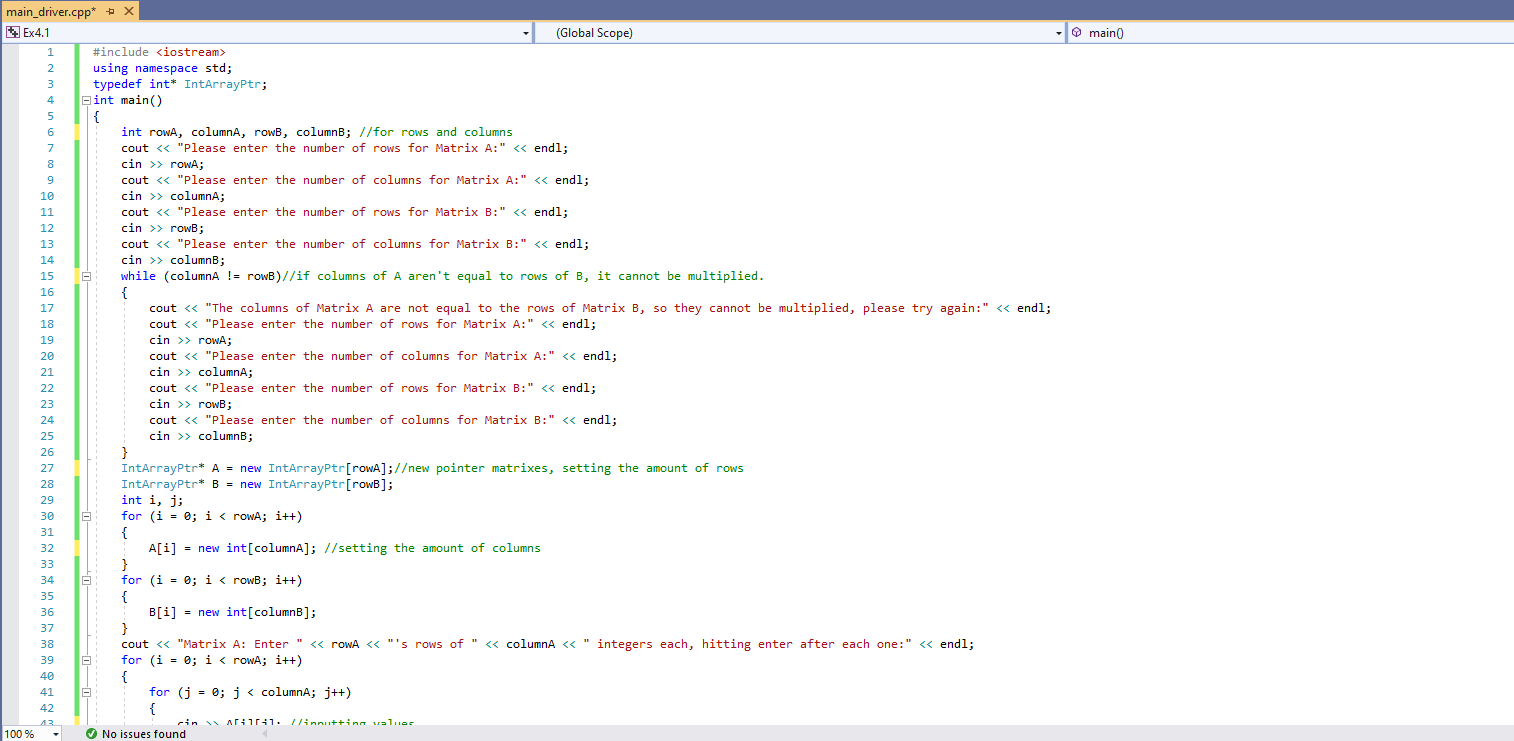 main_driver.cpp*
Ex4.1 (Global Scope) main()
1 #include <iostream>
2 using namespace std;
3 typedef int* IntArrayPtr;
4 int main()
5 {
6 int rowA, columnA, rowB, columnB; //for rows and columns
7 cout << "Please enter the number of rows for Matrix A:" << endl;
8 cin >> rowA;
9 cout << "Please enter the number of columns for Matrix A:" << endl;
10 cin >> columnA;
11 cout << "Please enter the number of rows for Matrix B:" << endl;
12 cin >> rowB;
13 cout << "Please enter the number of columns for Matrix B:" << endl;
14 cin >> columnB;
15 while (columnA != rowB)//if columns of A aren't equal to rows of B, it cannot be multiplied.
16 {
17 cout << "The columns of Matrix A are not equal to the rows of Matrix B, so they cannot be multiplied, please try again:" << endl;
18 cout << "Please enter the number of rows for Matrix A:" << endl;
19 cin >> rowA;
20 cout << "Please enter the number of columns for Matrix A:" << endl;
21 cin >> columnA;
22 cout << "Please enter the number of rows for Matrix B:" << endl;
23 cin >> rowB;
24 cout << "Please enter the number of columns for Matrix B:" << endl;
25 cin >> columnB;
26 }
27 IntArrayPtr* A = new IntArrayPtr[rowA];//new pointer matrixes, setting the amount of rows
28 IntArrayPtr* B = new IntArrayPtr[rowB];
29 int i, j;
30 for (i = 0; i < rowA; i++)
31 {
32 A[i] = new int[columnA]; //setting the amount of columns
33 }
34 for (i = 0; i < rowB; i++)
35 {
36 B[i] = new int[columnB];
37 }
38 cout << "Matrix A: Enter " << rowA << "'s rows of " << columnA << " integers each, hitting enter after each one:" << endl;
39 for (i = 0; i < rowA; i++)
40 {
41 for (j = 0; j < columnA; j++)
42 {
43 cin >> A[i][j]; //inputting values
100 % No issues found